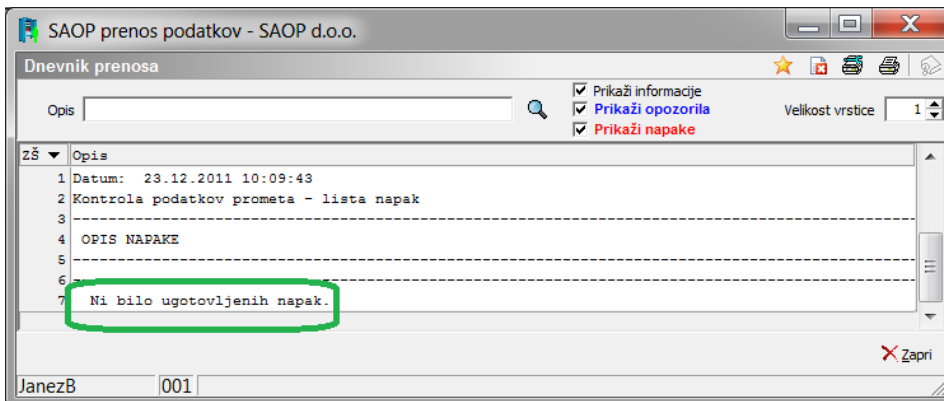 SAOP prenos podatkov - SAOP d.o.o.
Dnevnik prenosa
Opis
Prikaži informacije
Prikaži opozorila
Prikaži napake
Velikost vrstice 1
ZŠ Opis
1 Datum: 23.12.2011 10:09:43
2 Kontrola podatkov prometa - lista napak
3 ------------------------------------------------------------------------
4 OPIS NAPAKE
5 ------------------------------------------------------------------------
6 ------------------------------------------------------------------------
7 Ni bilo ugotovljenih napak.
Zapri
JanezB 001